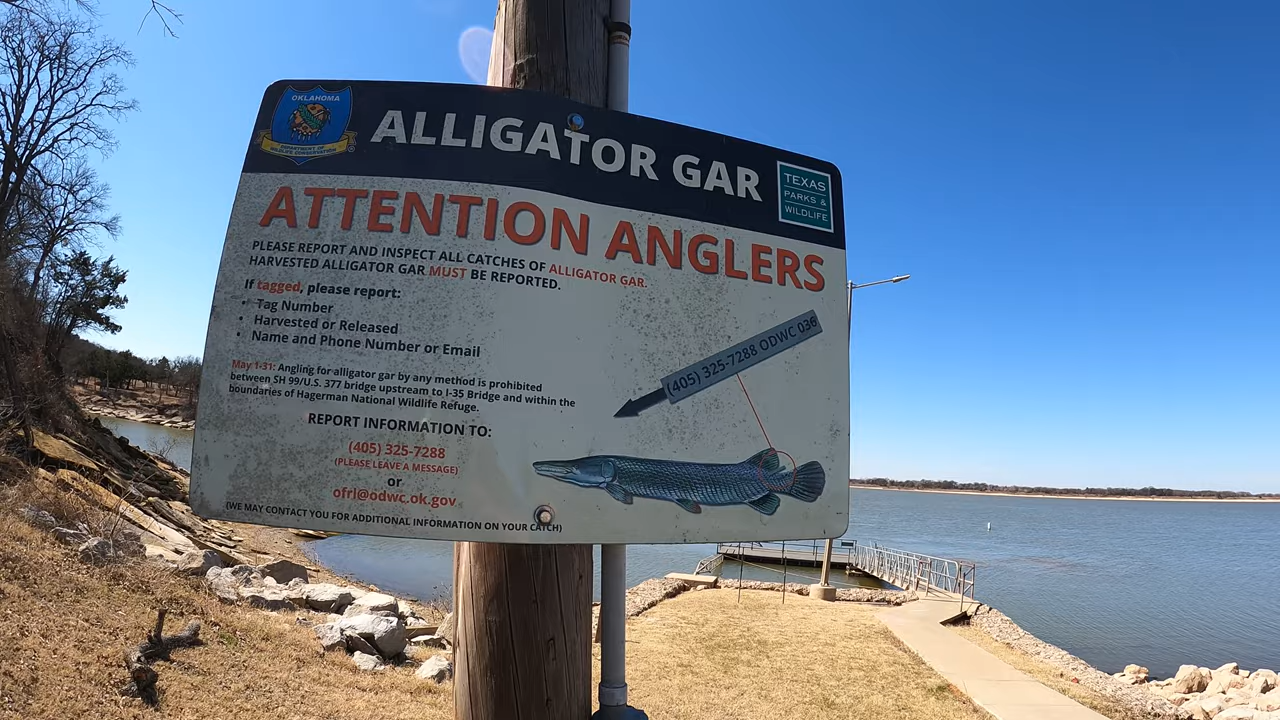 OKLAHOMA
DEPARTMENT OF
WILDLIFE CONSERVATION
ALLIGATOR GAR
TEXAS
PARKS &
WILDLIFE
ATTENTION ANGLERS
PLEASE REPORT AND INSPECT ALL CATCHES OF ALLIGATOR GAR.
HARVESTED ALLIGATOR GAR MUST BE REPORTED.
If tagged, please report:
• Tag Number
• Harvested or Released
• Name and Phone Number or Email
(405) 325-7288 ODWC 036
May 1-31: Angling for alligator gar by any method is prohibited
between SH 99/U.S. 377 bridge upstream to I-35 Bridge and within the
boundaries of Hagerman National Wildlife Refuge.
REPORT INFORMATION TO:
(405) 325-7288
(PLEASE LEAVE A MESSAGE)
or
ofrl@odwc.ok.gov
(WE MAY CONTACT YOU FOR ADDITIONAL INFORMATION ON YOUR CATCH)